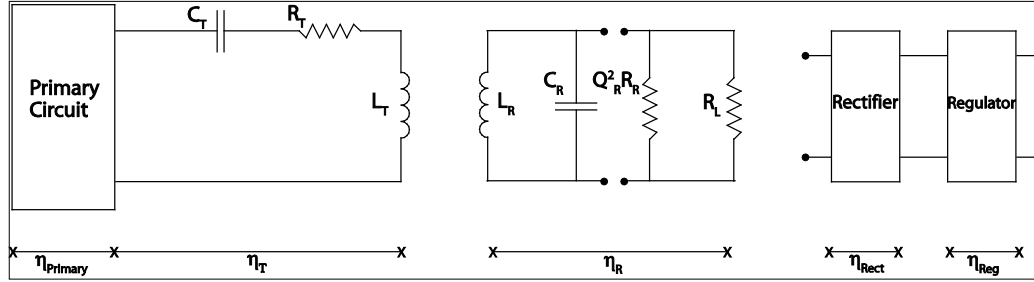 C_T
R_T
Primary
Circuit
L_T
L_R
C_R
Q²_R R_R
R_L
Rectifier
Regulator
η_Primary
η_T
η_R
η_Rect
η_Reg